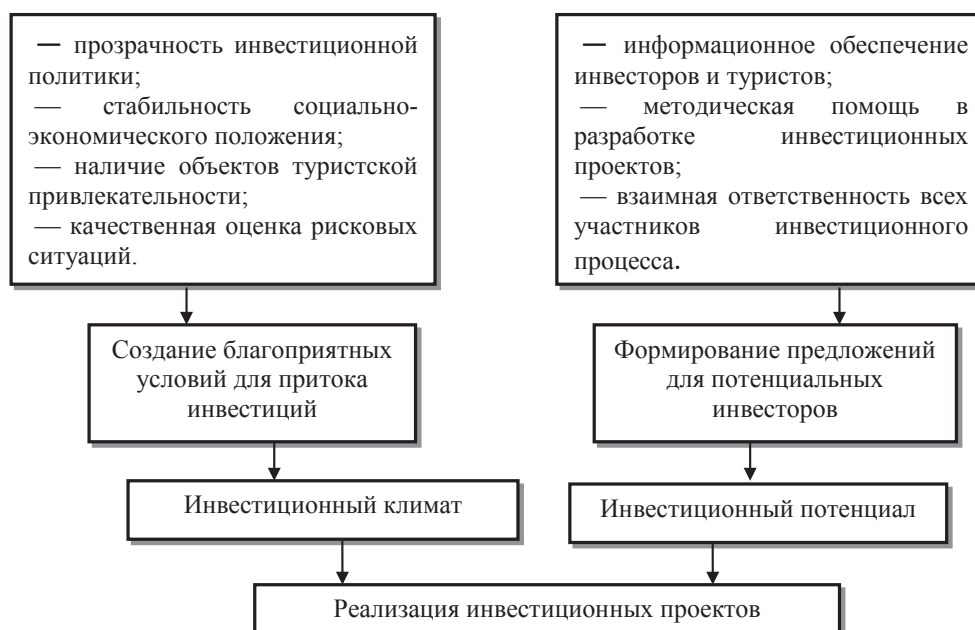 — прозрачность инвестиционной
политики;
— стабильность социально-
экономического положения;
— наличие объектов туристской
привлекательности;
— качественная оценка рисковых
ситуаций.
— информационное обеспечение
инвесторов и туристов;
— методическая помощь в
разработке инвестиционных
проектов;
— взаимная ответственность всех
участников инвестиционного
процесса.
Создание благоприятных
условий для притока
инвестиций
Формирование предложений
для потенциальных
инвесторов
Инвестиционный климат
Инвестиционный потенциал
Реализация инвестиционных проектов